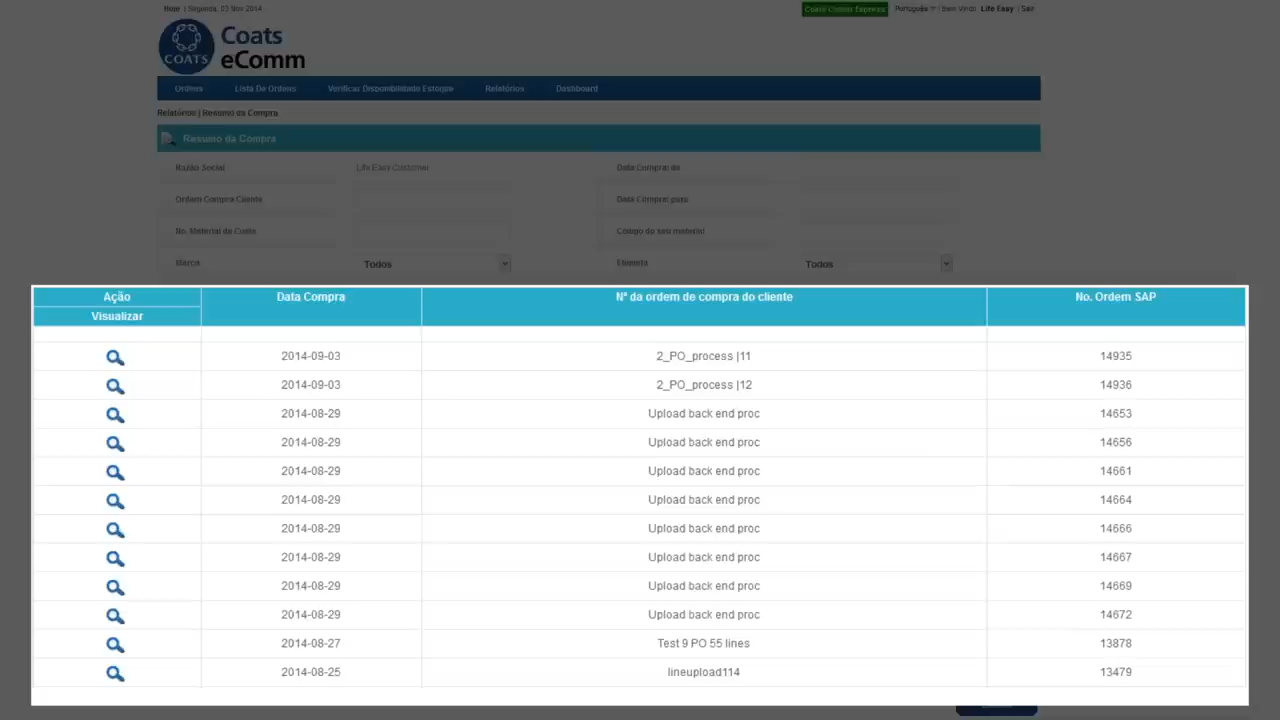 Home | Segunda, 03 Nov 2014
Coats Colour Express Português | Bem Vindo Life Easy | Sair
COATS
Coats
eComm
Ordens Lista De Ordens Verificar Disponibilidade Estoque Relatórios Dashboard
Relatórios | Resumo da Compra
Resumo da Compra
Razão Social Life Easy Customer Data Compra: de
Ordem Compra Cliente Data Compra: para
No. Material da Coats Código do seu material
Marca Todos Etiqueta Todos
Ação Data Compra Nº da ordem de compra do cliente No. Ordem SAP
Visualizar
2014-09-03 2_PO_process |11 14935
2014-09-03 2_PO_process |12 14936
2014-08-29 Upload back end proc 14653
2014-08-29 Upload back end proc 14656
2014-08-29 Upload back end proc 14661
2014-08-29 Upload back end proc 14664
2014-08-29 Upload back end proc 14666
2014-08-29 Upload back end proc 14667
2014-08-29 Upload back end proc 14669
2014-08-29 Upload back end proc 14672
2014-08-27 Test 9 PO 55 lines 13878
2014-08-25 lineupload114 13479